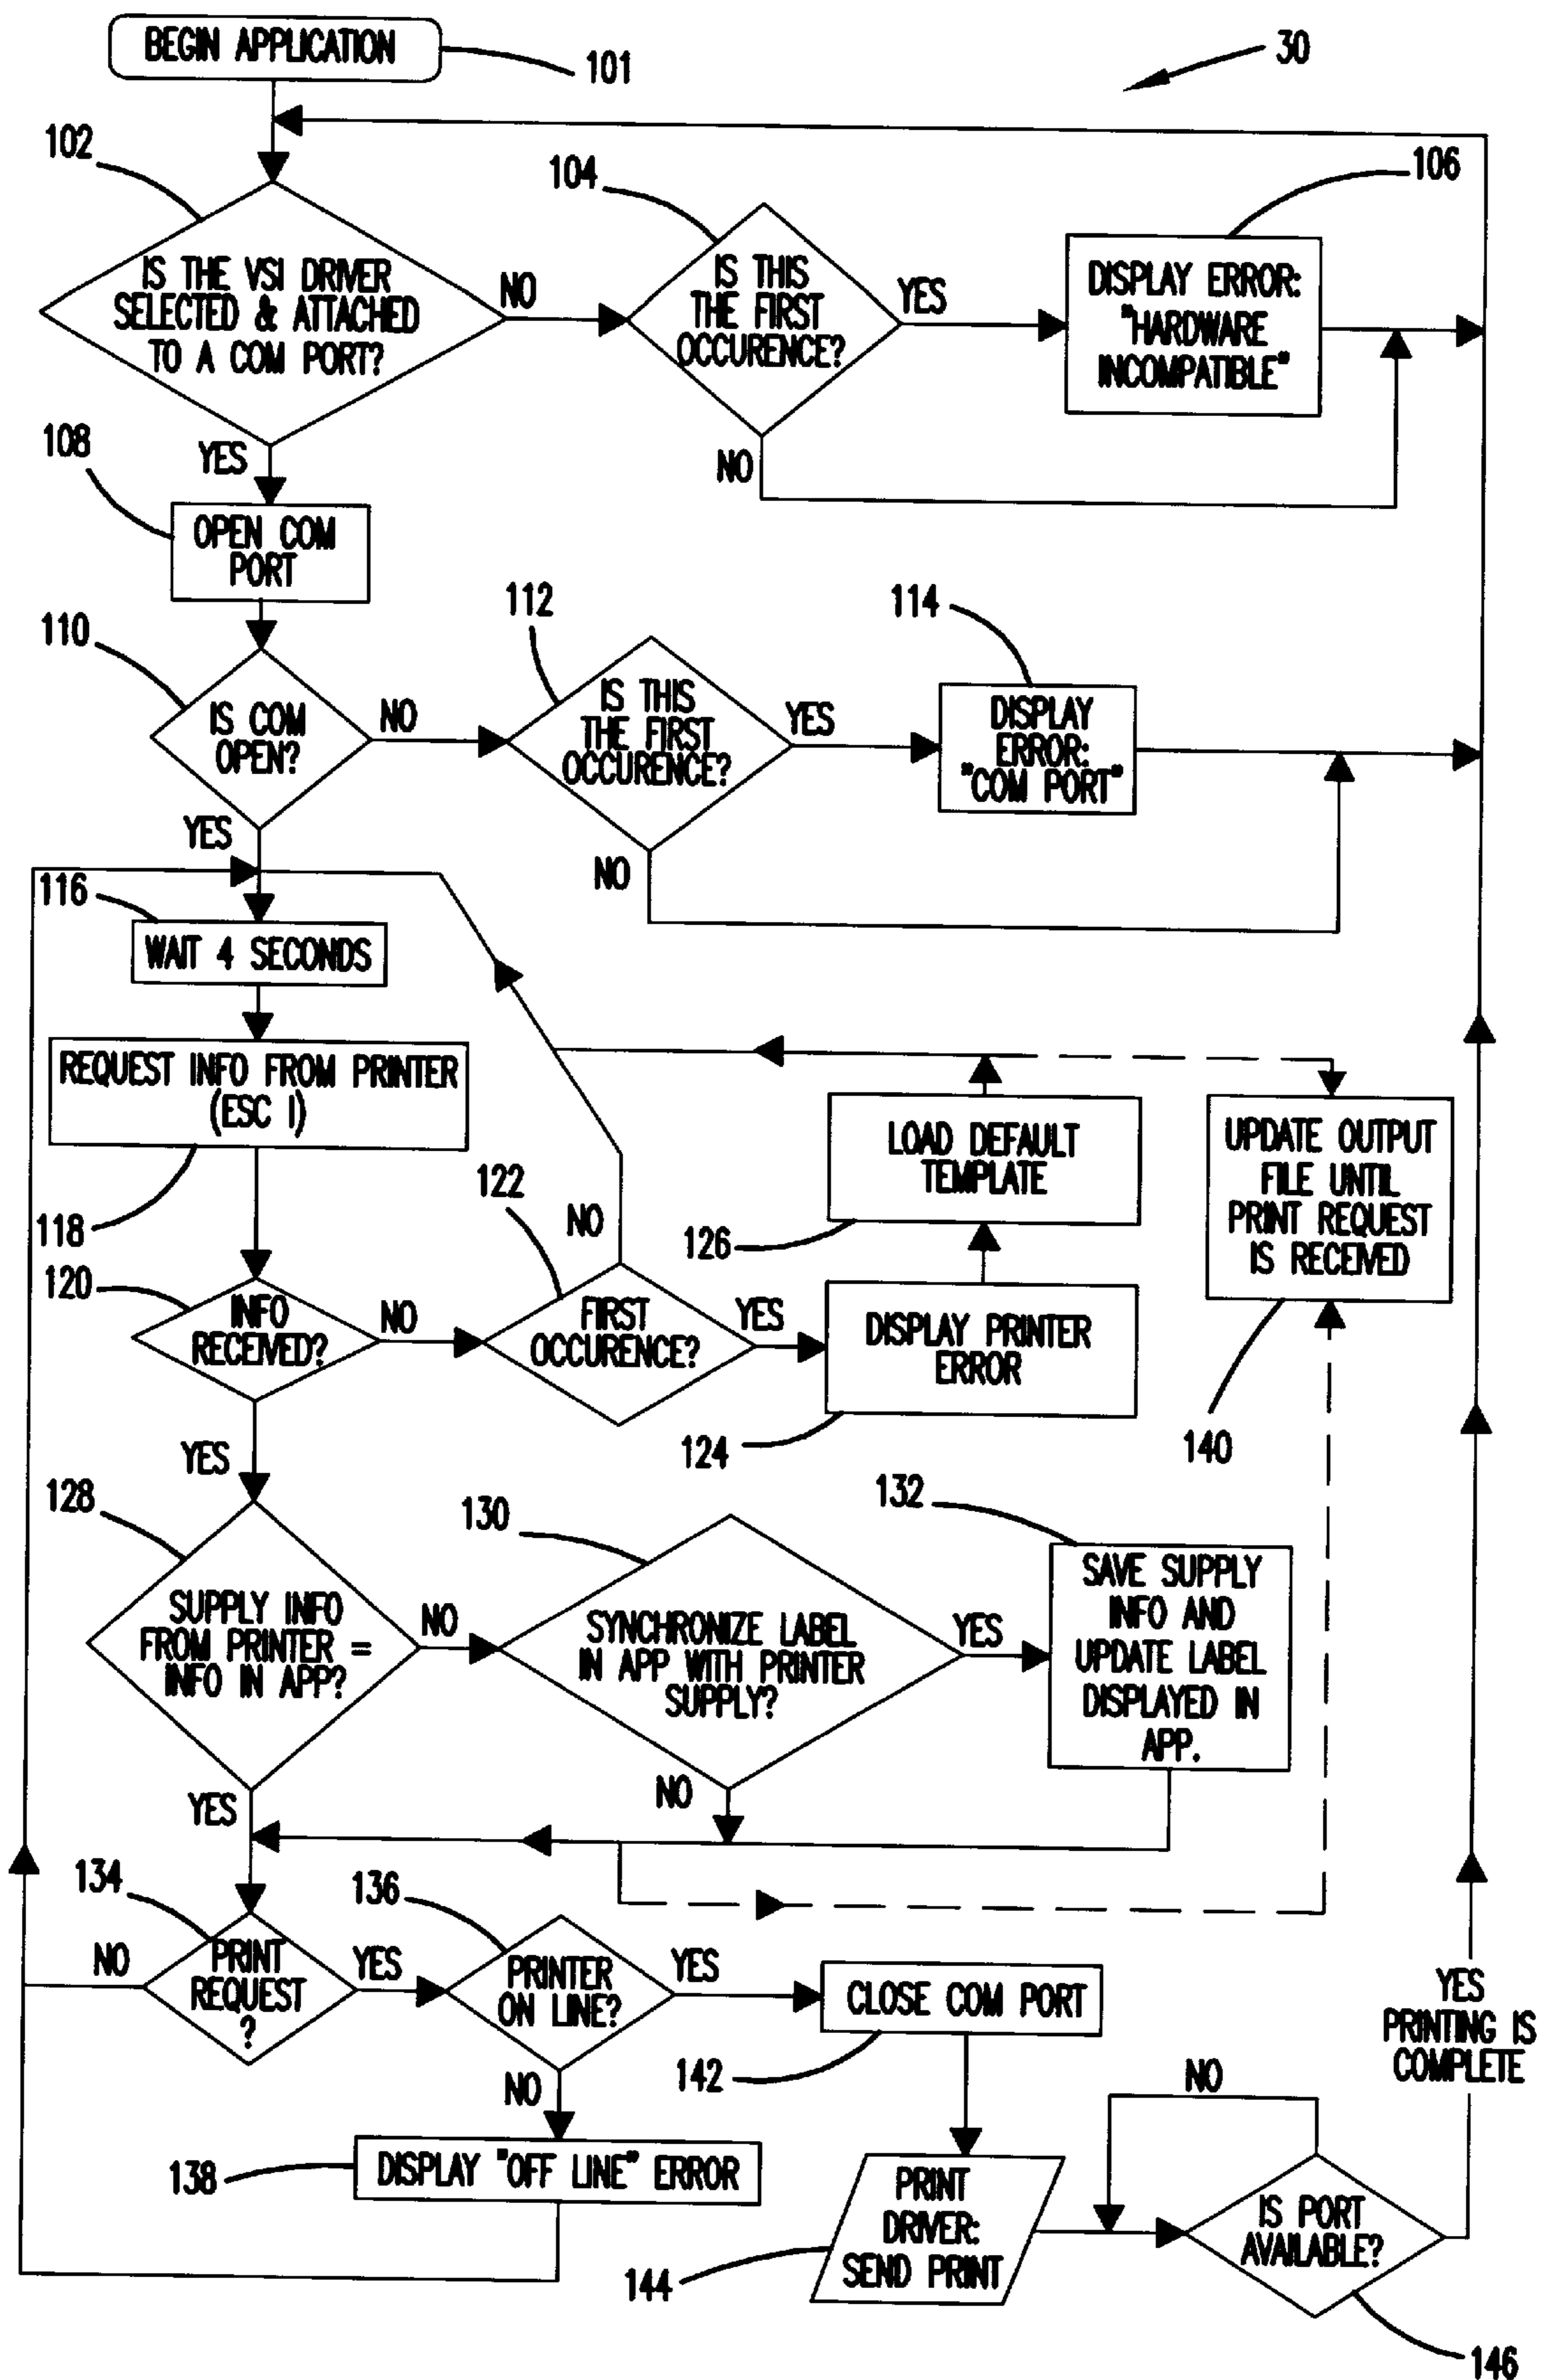 BEGIN APPLICATION
101
30
102
IS THE VSI DRIVER
SELECTED & ATTACHED
TO A COM PORT?
NO
104
IS THIS
THE FIRST
OCCURENCE?
YES
106
DISPLAY ERROR:
"HARDWARE
INCOMPATIBLE"
NO
YES
108
OPEN COM
PORT
110
IS COM
OPEN?
NO
112
IS THIS
THE FIRST
OCCURENCE?
YES
114
DISPLAY
ERROR:
"COM PORT"
NO
YES
116
WAIT 4 SECONDS
REQUEST INFO FROM PRINTER
(ESC I)
118
120
INFO
RECEIVED?
NO
122
FIRST
OCCURENCE?
NO
YES
DISPLAY PRINTER
ERROR
124
LOAD DEFAULT
TEMPLATE
126
UPDATE OUTPUT
FILE UNTIL
PRINT REQUEST
IS RECEIVED
140
YES
128
SUPPLY INFO
FROM PRINTER =
INFO IN APP?
NO
130
SYNCHRONIZE LABEL
IN APP WITH PRINTER
SUPPLY?
YES
132
SAVE SUPPLY
INFO AND
UPDATE LABEL
DISPLAYED IN
APP.
NO
YES
134
PRINT
REQUEST
?
NO
YES
136
PRINTER
ON LINE?
YES
CLOSE COM PORT
142
NO
DISPLAY "OFF LINE" ERROR
138
PRINT
DRIVER:
SEND PRINT
144
NO
IS PORT
AVAILABLE?
146
YES
PRINTING IS
COMPLETE